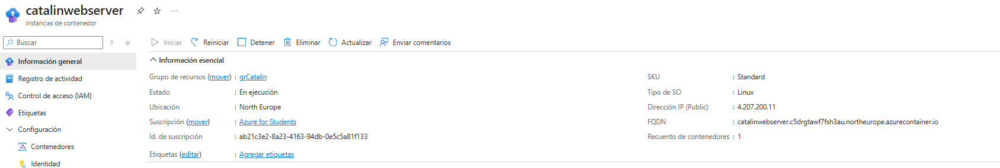 catalinwebserver
Instancias de contenedor
Buscar
Iniciar
Reiniciar
Detener
Eliminar
Actualizar
Enviar comentarios
Información general
Registro de actividad
Control de acceso (IAM)
Etiquetas
Configuración
Contenedores
Identidad
Información esencial
Grupo de recursos (mover) : grCatalin
Estado : En ejecución
Ubicación : North Europe
Suscripción (mover) : Azure for Students
Id. de suscripción : ab21c3e2-8a23-4163-94db-0e5c5a81f133
Etiquetas (editar) : Agregar etiquetas
SKU : Standard
Tipo de SO : Linux
Dirección IP (Public) : 4.207.200.11
FQDN : catalinwebserver.c5drgtawf7fsh3au.northeurope.azurecontainer.io
Recuento de contenedores : 1